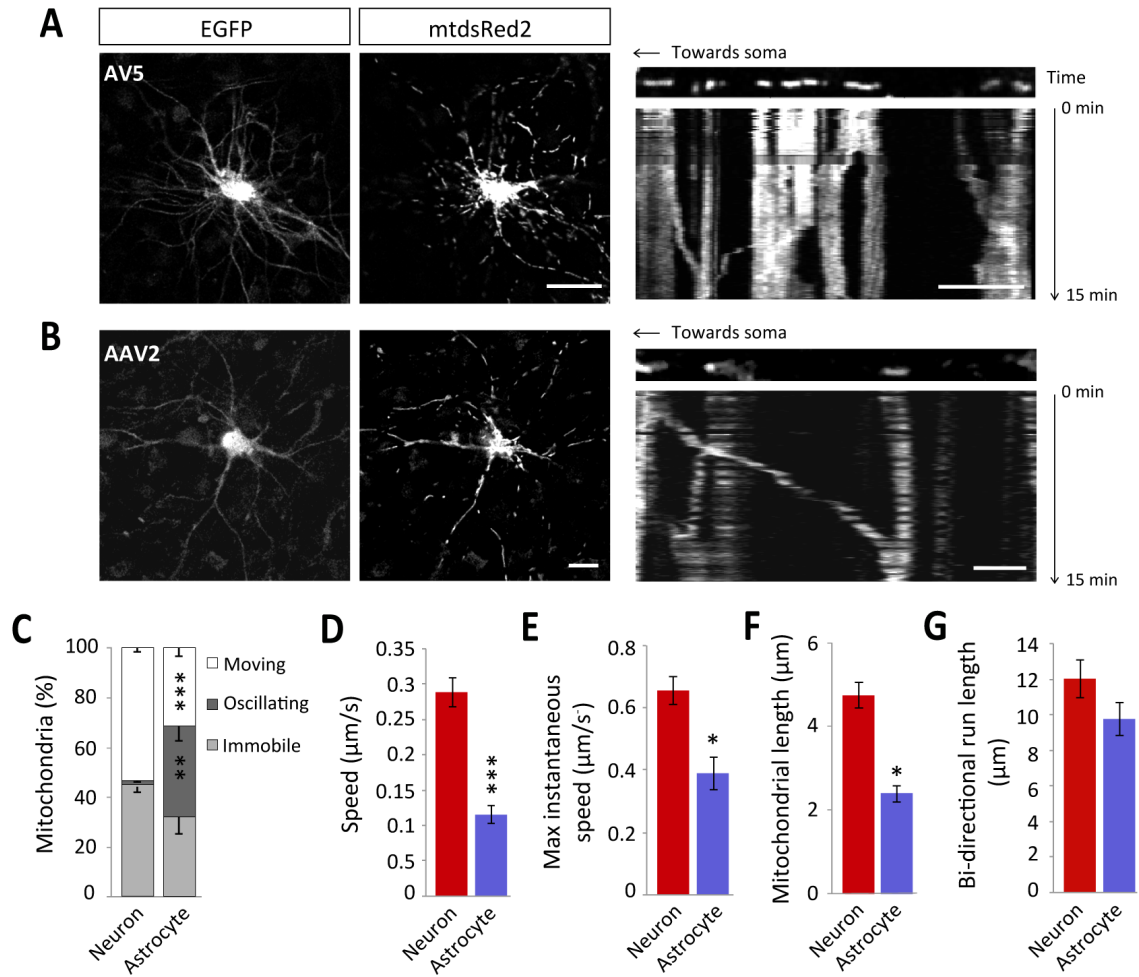 A
EGFP
mtdsRed2
AV5
← Towards soma
Time
0 min
15 min
B
AAV2
← Towards soma
0 min
15 min
C
Mitochondria (%)
100
80
60
40
20
0
***
**
Moving
Oscillating
Immobile
Neuron
Astrocyte
D
Speed (µm/s)
0.35
0.3
0.25
0.2
0.15
0.1
0.5
0
***
Neuron
Astrocyte
E
Max instantaneous
speed (µm/s)
0.8
0.6
0.4
0.2
0
*
Neuron
Astrocyte
F
Mitochondrial length (µm)
6
4
2
0
*
Neuron
Astrocyte
G
Bi-directional run length
(µm)
14
12
10
8
6
4
2
0
Neuron
Astrocyte